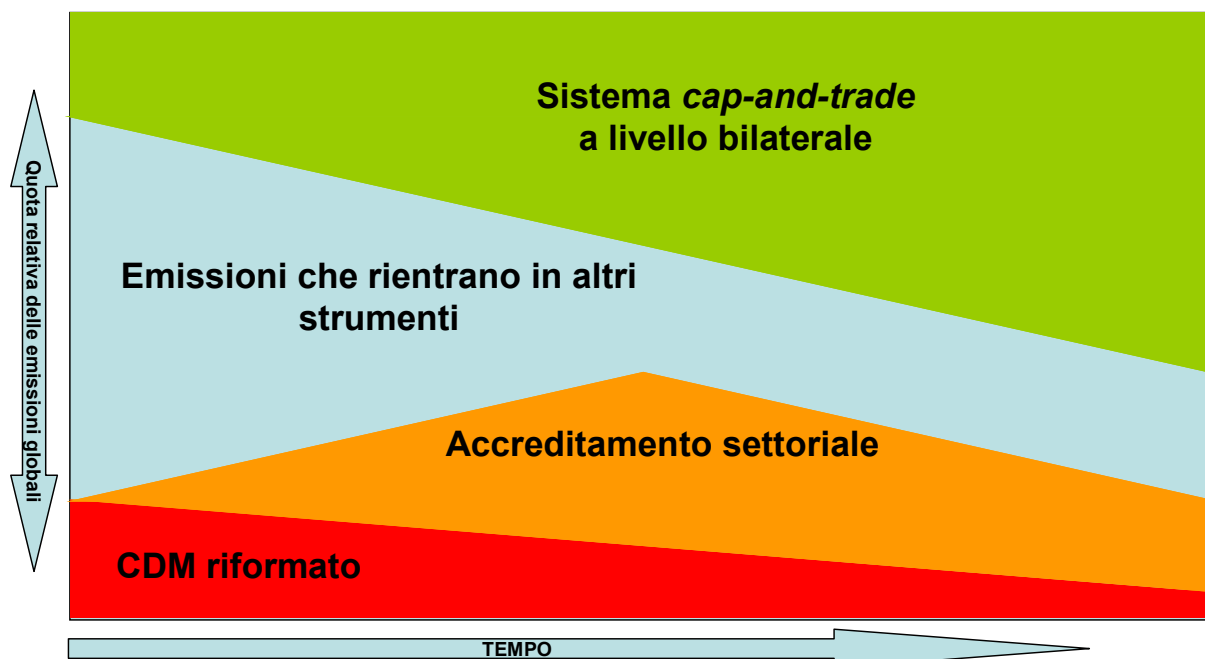 Sistema cap-and-trade
a livello bilaterale
Quota relativa delle emissioni globali
Emissioni che rientrano in altri
strumenti
Accreditamento settoriale
CDM riformato
TEMPO